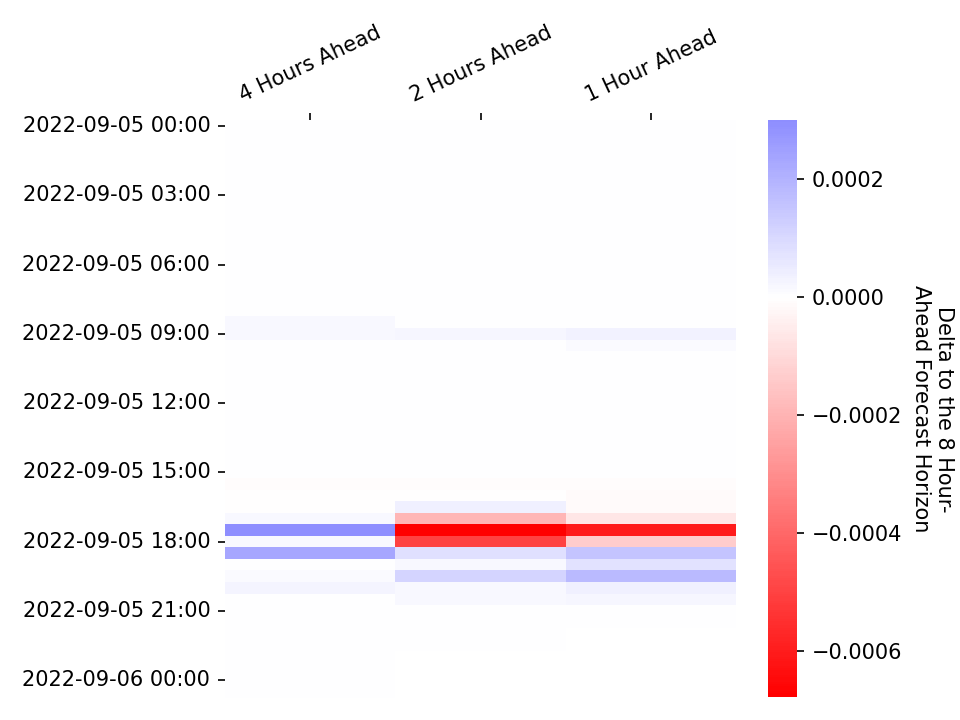 4 Hours Ahead
2 Hours Ahead
1 Hour Ahead
2022-09-05 00:00
2022-09-05 03:00
2022-09-05 06:00
2022-09-05 09:00
2022-09-05 12:00
2022-09-05 15:00
2022-09-05 18:00
2022-09-05 21:00
2022-09-06 00:00
0.0002
0.0000
−0.0002
−0.0004
−0.0006
Delta to the 8 Hour-
Ahead Forecast Horizon